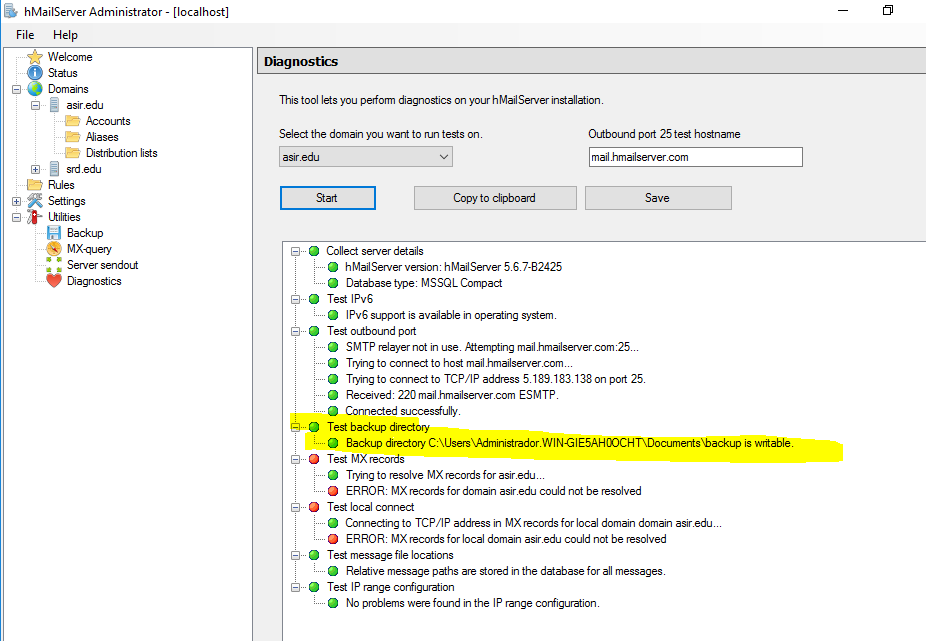 hMailServer Administrator - [localhost]
File Help
Welcome
Status
Domains
asir.edu
Accounts
Aliases
Distribution lists
srd.edu
Rules
Settings
Utilities
Backup
MX-query
Server sendout
Diagnostics
Diagnostics
This tool lets you perform diagnostics on your hMailServer installation.
Select the domain you want to run tests on.
Outbound port 25 test hostname
asir.edu
mail.hmailserver.com
Start
Copy to clipboard
Save
Collect server details
hMailServer version: hMailServer 5.6.7-B2425
Database type: MSSQL Compact
Test IPv6
IPv6 support is available in operating system.
Test outbound port
SMTP relayer not in use. Attempting mail.hmailserver.com:25...
Trying to connect to host mail.hmailserver.com...
Trying to connect to TCP/IP address 5.189.183.138 on port 25.
Received: 220 mail.hmailserver.com ESMTP.
Connected successfully.
Test backup directory
Backup directory C:\Users\Administrador.WIN-GIE5AH0OCHT\Documents\backup is writable.
Test MX records
Trying to resolve MX records for asir.edu...
ERROR: MX records for domain asir.edu could not be resolved
Test local connect
Connecting to TCP/IP address in MX records for local domain domain asir.edu...
ERROR: MX records for local domain asir.edu could not be resolved
Test message file locations
Relative message paths are stored in the database for all messages.
Test IP range configuration
No problems were found in the IP range configuration.